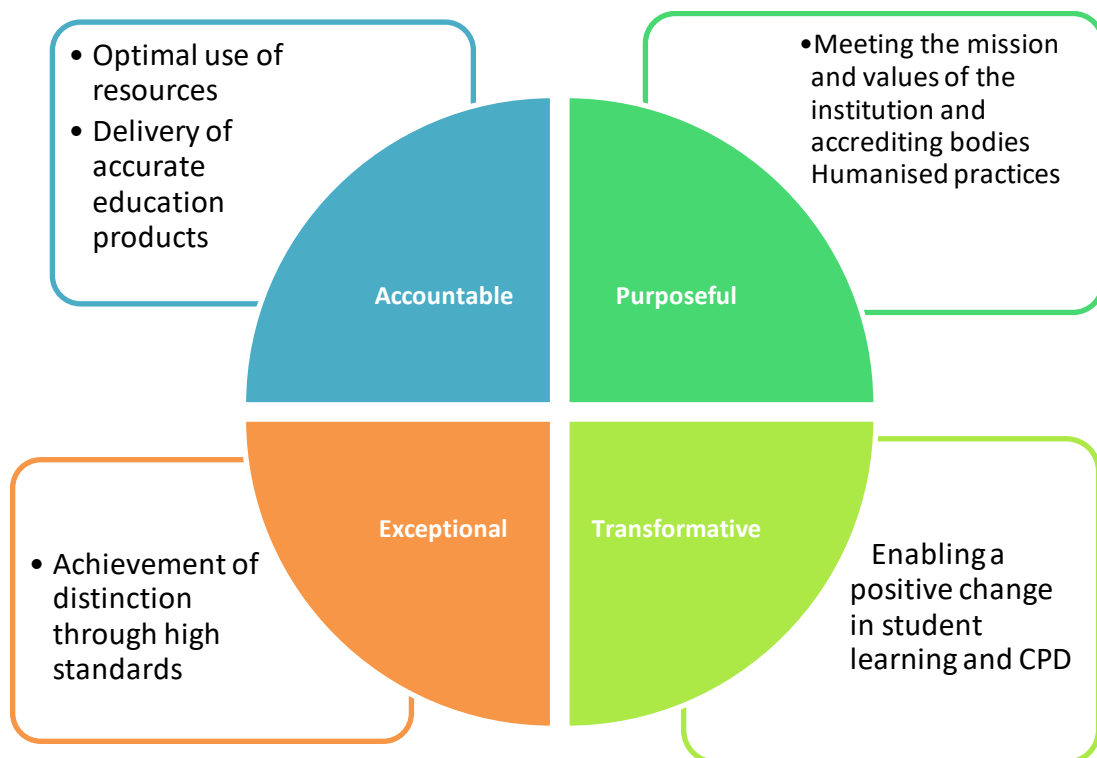 • Optimal use of
resources
• Delivery of
accurate
education
products
•Meeting the mission
and values of the
institution and
accrediting bodies
Humanised practices
Accountable
Purposeful
Exceptional
Transformative
• Achievement of
distinction
through high
standards
Enabling a
positive change
in student
learning and CPD